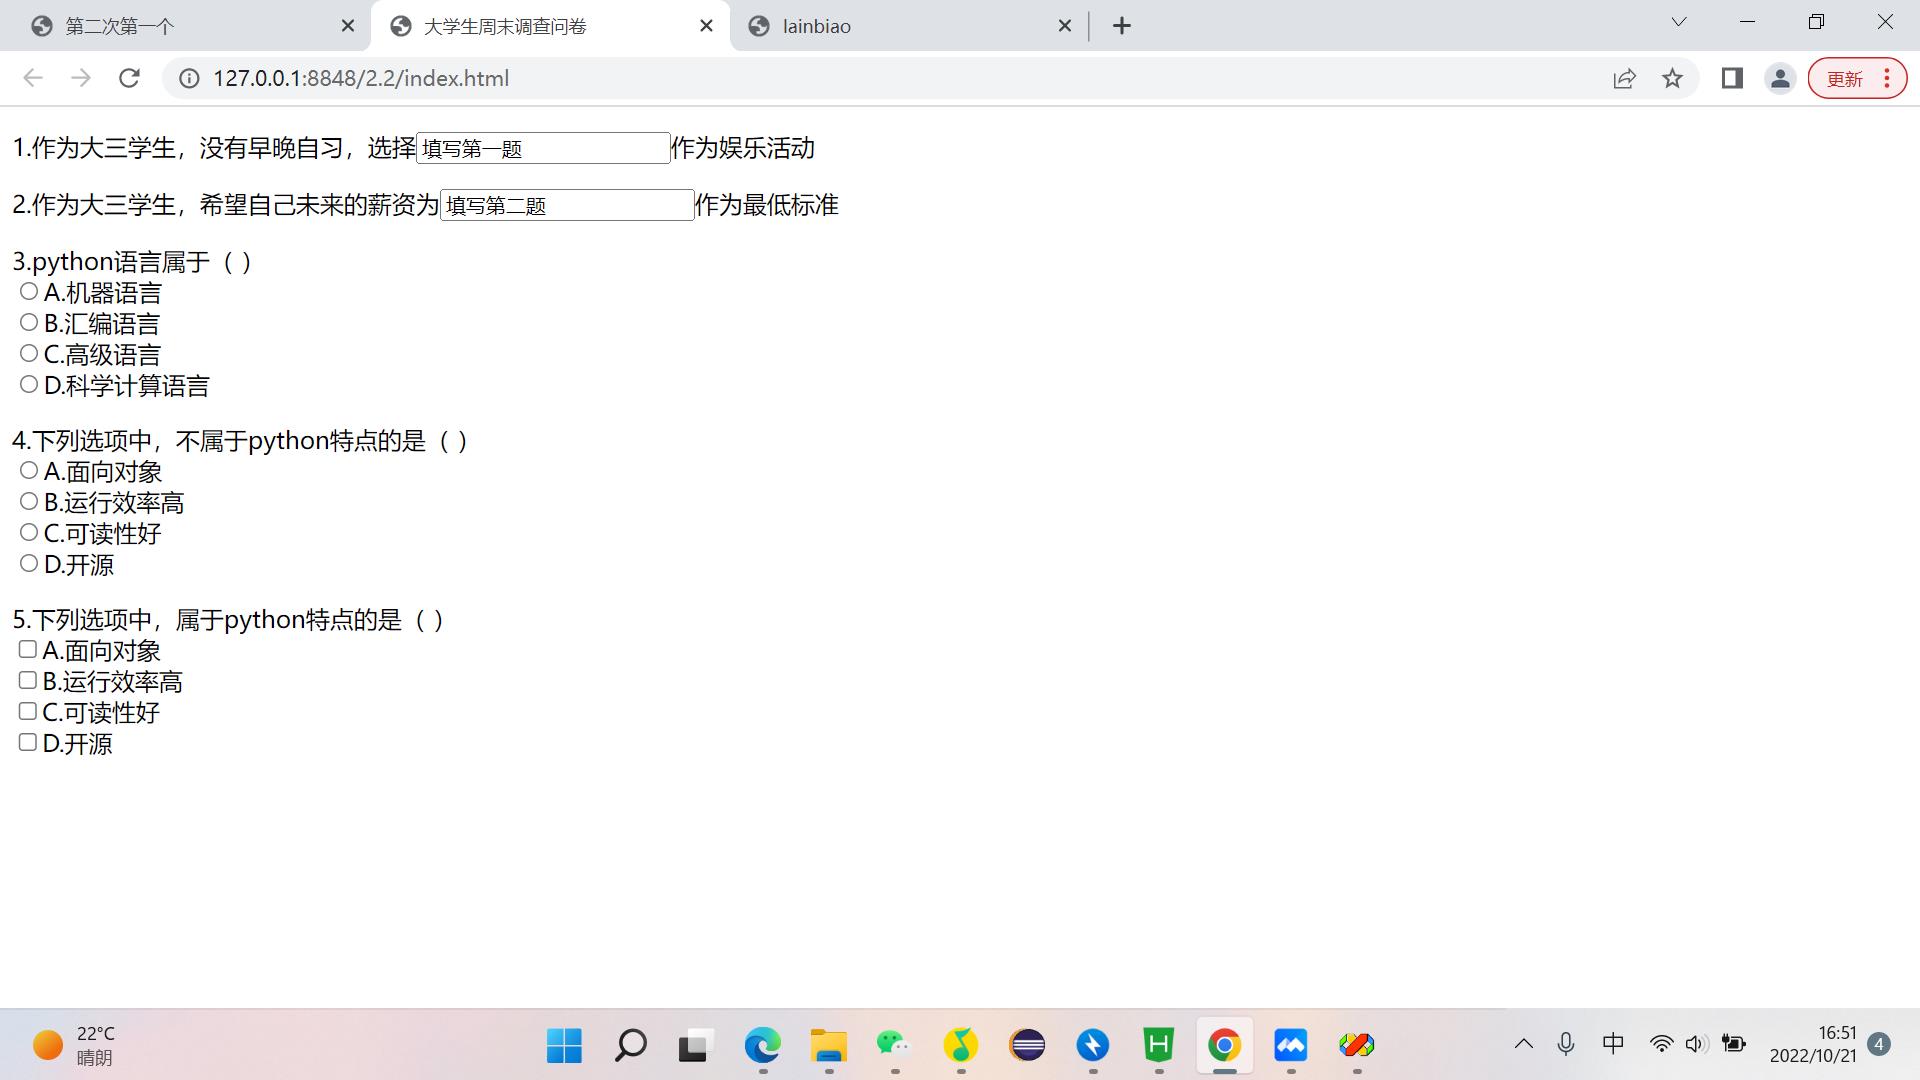 第二次第一个
大学生周末调查问卷
lainbiao
127.0.0.1:8848/2.2/index.html
更新
1.作为大三学生，没有早晚自习，选择填写第一题作为娱乐活动
2.作为大三学生，希望自己未来的薪资为填写第二题作为最低标准
3.python语言属于（ ）
A.机器语言
B.汇编语言
C.高级语言
D.科学计算语言
4.下列选项中，不属于python特点的是（ ）
A.面向对象
B.运行效率高
C.可读性好
D.开源
5.下列选项中，属于python特点的是（ ）
A.面向对象
B.运行效率高
C.可读性好
D.开源
22°C
晴朗
H
中
16:51
2022/10/21
4